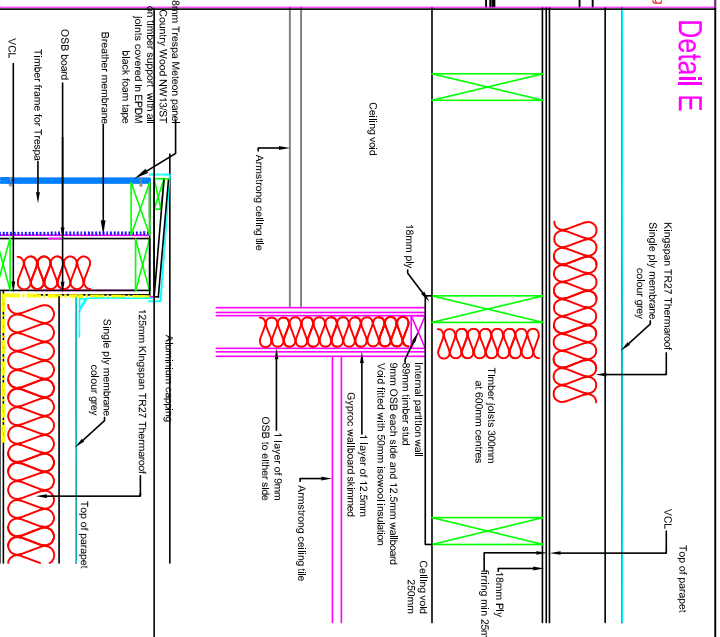 Detail E
Kingspan TR27 Thermaroof
Single ply membrane
colour grey
Top of parapet
VCL
Ceiling void
Armstrong ceiling tile
18mm ply
Timber joists 300mm
at 600mm centres
18mm Ply
firring min 25m
Internal partition wall
89mm timber stud
9mm OSB each side and 12.5mm wallboard
Void fitted with 50mm isowool insulation
1 layer of 12.5mm
Gyproc wallboard skimmed
1 layer of 9mm
OSB to either side
Armstrong ceiling tile
Ceiling void
250mm
8mm Trespa Meteon panel
Country Wood NW13/ST
on timber support with all
joints covered in EPDM
black foam tape
Breather membrane
OSB board
Timber frame for Trespa
VCL
Aluminium capping
125mm Kingspan TR27 Thermaroof
Single ply membrane
colour grey
Top of parapet